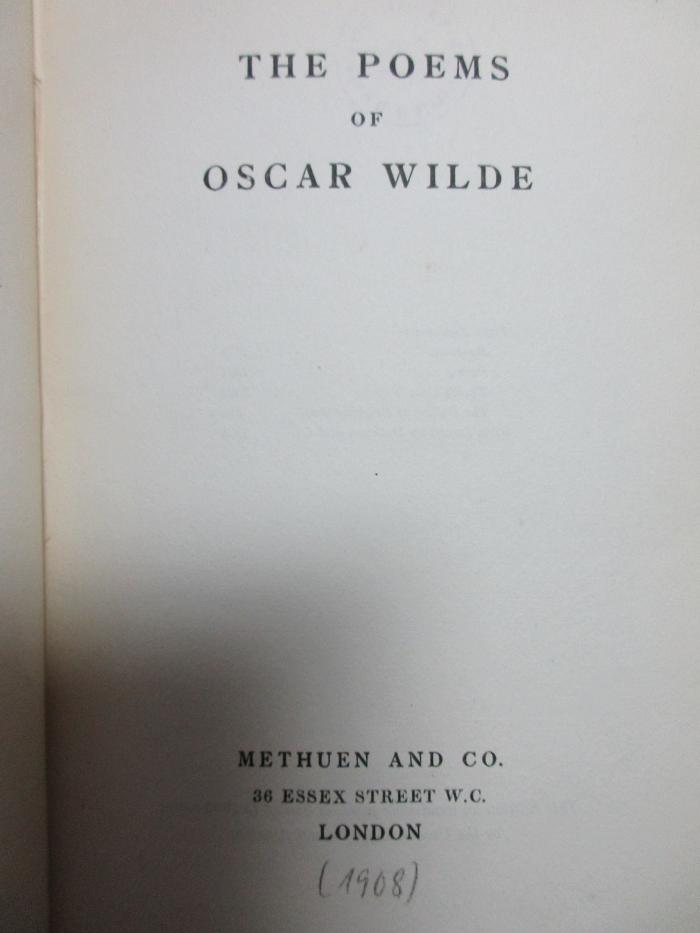 THE POEMS
OF
OSCAR WILDE
METHUEN AND CO.
36 ESSEX STREET W.C.
LONDON
(1908)